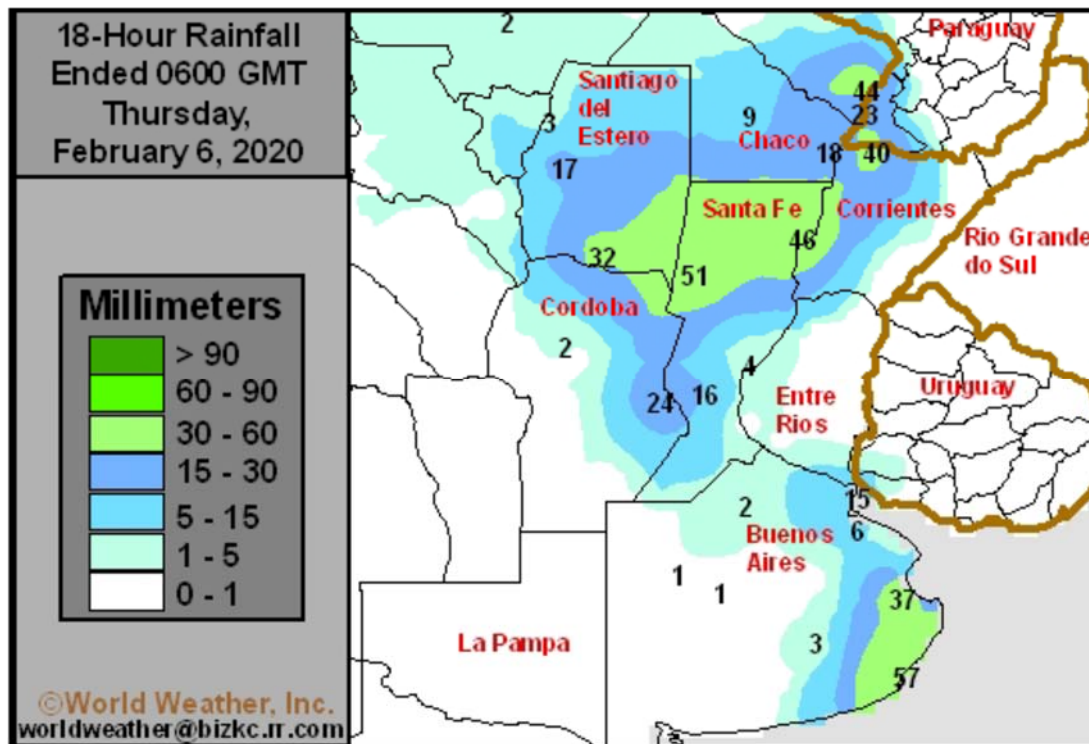 18-Hour Rainfall
Ended 0600 GMT
Thursday,
February 6, 2020
Millimeters
> 90
60 - 90
30 - 60
15 - 30
5 - 15
1 - 5
0 - 1
©World Weather, Inc.
worldweather@bizkc.rr.com
2
Paraguay
Santiago
del
Estero
44
3
9
23
Chaco
17
18
40
Santa Fe
Corrientes
46
Rio Grande
do Sul
32
51
Cordoba
2
4
24
16
Entre
Rios
Uruguay
2
15
Buenos
Aires
6
1
1
37
La Pampa
3
57